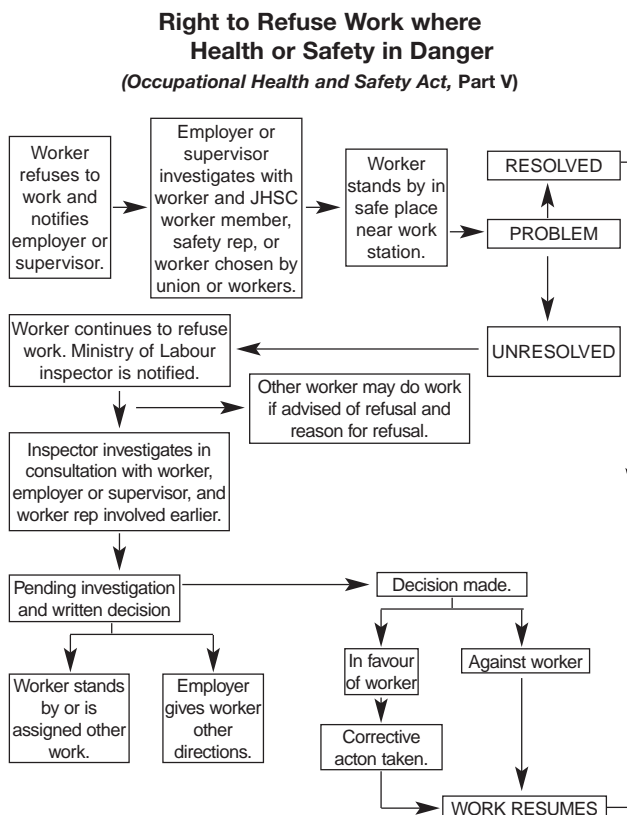 Right to Refuse Work where
Health or Safety in Danger
(Occupational Health and Safety Act, Part V)
Worker
refuses to
work and
notifies
employer or
supervisor.
Employer or
supervisor
investigates with
worker and JHSC
worker member,
safety rep, or
worker chosen by
union or workers.
Worker
stands by in
safe place
near work
station.
RESOLVED
PROBLEM
UNRESOLVED
Worker continues to refuse
work. Ministry of Labour
inspector is notified.
Other worker may do work
if advised of refusal and
reason for refusal.
Inspector investigates in
consultation with worker,
employer or supervisor, and
worker rep involved earlier.
Pending investigation
and written decision
Decision made.
Worker stands
by or is
assigned other
work.
Employer
gives worker
other
directions.
In favour
of worker
Against worker
Corrective
acton taken.
WORK RESUMES